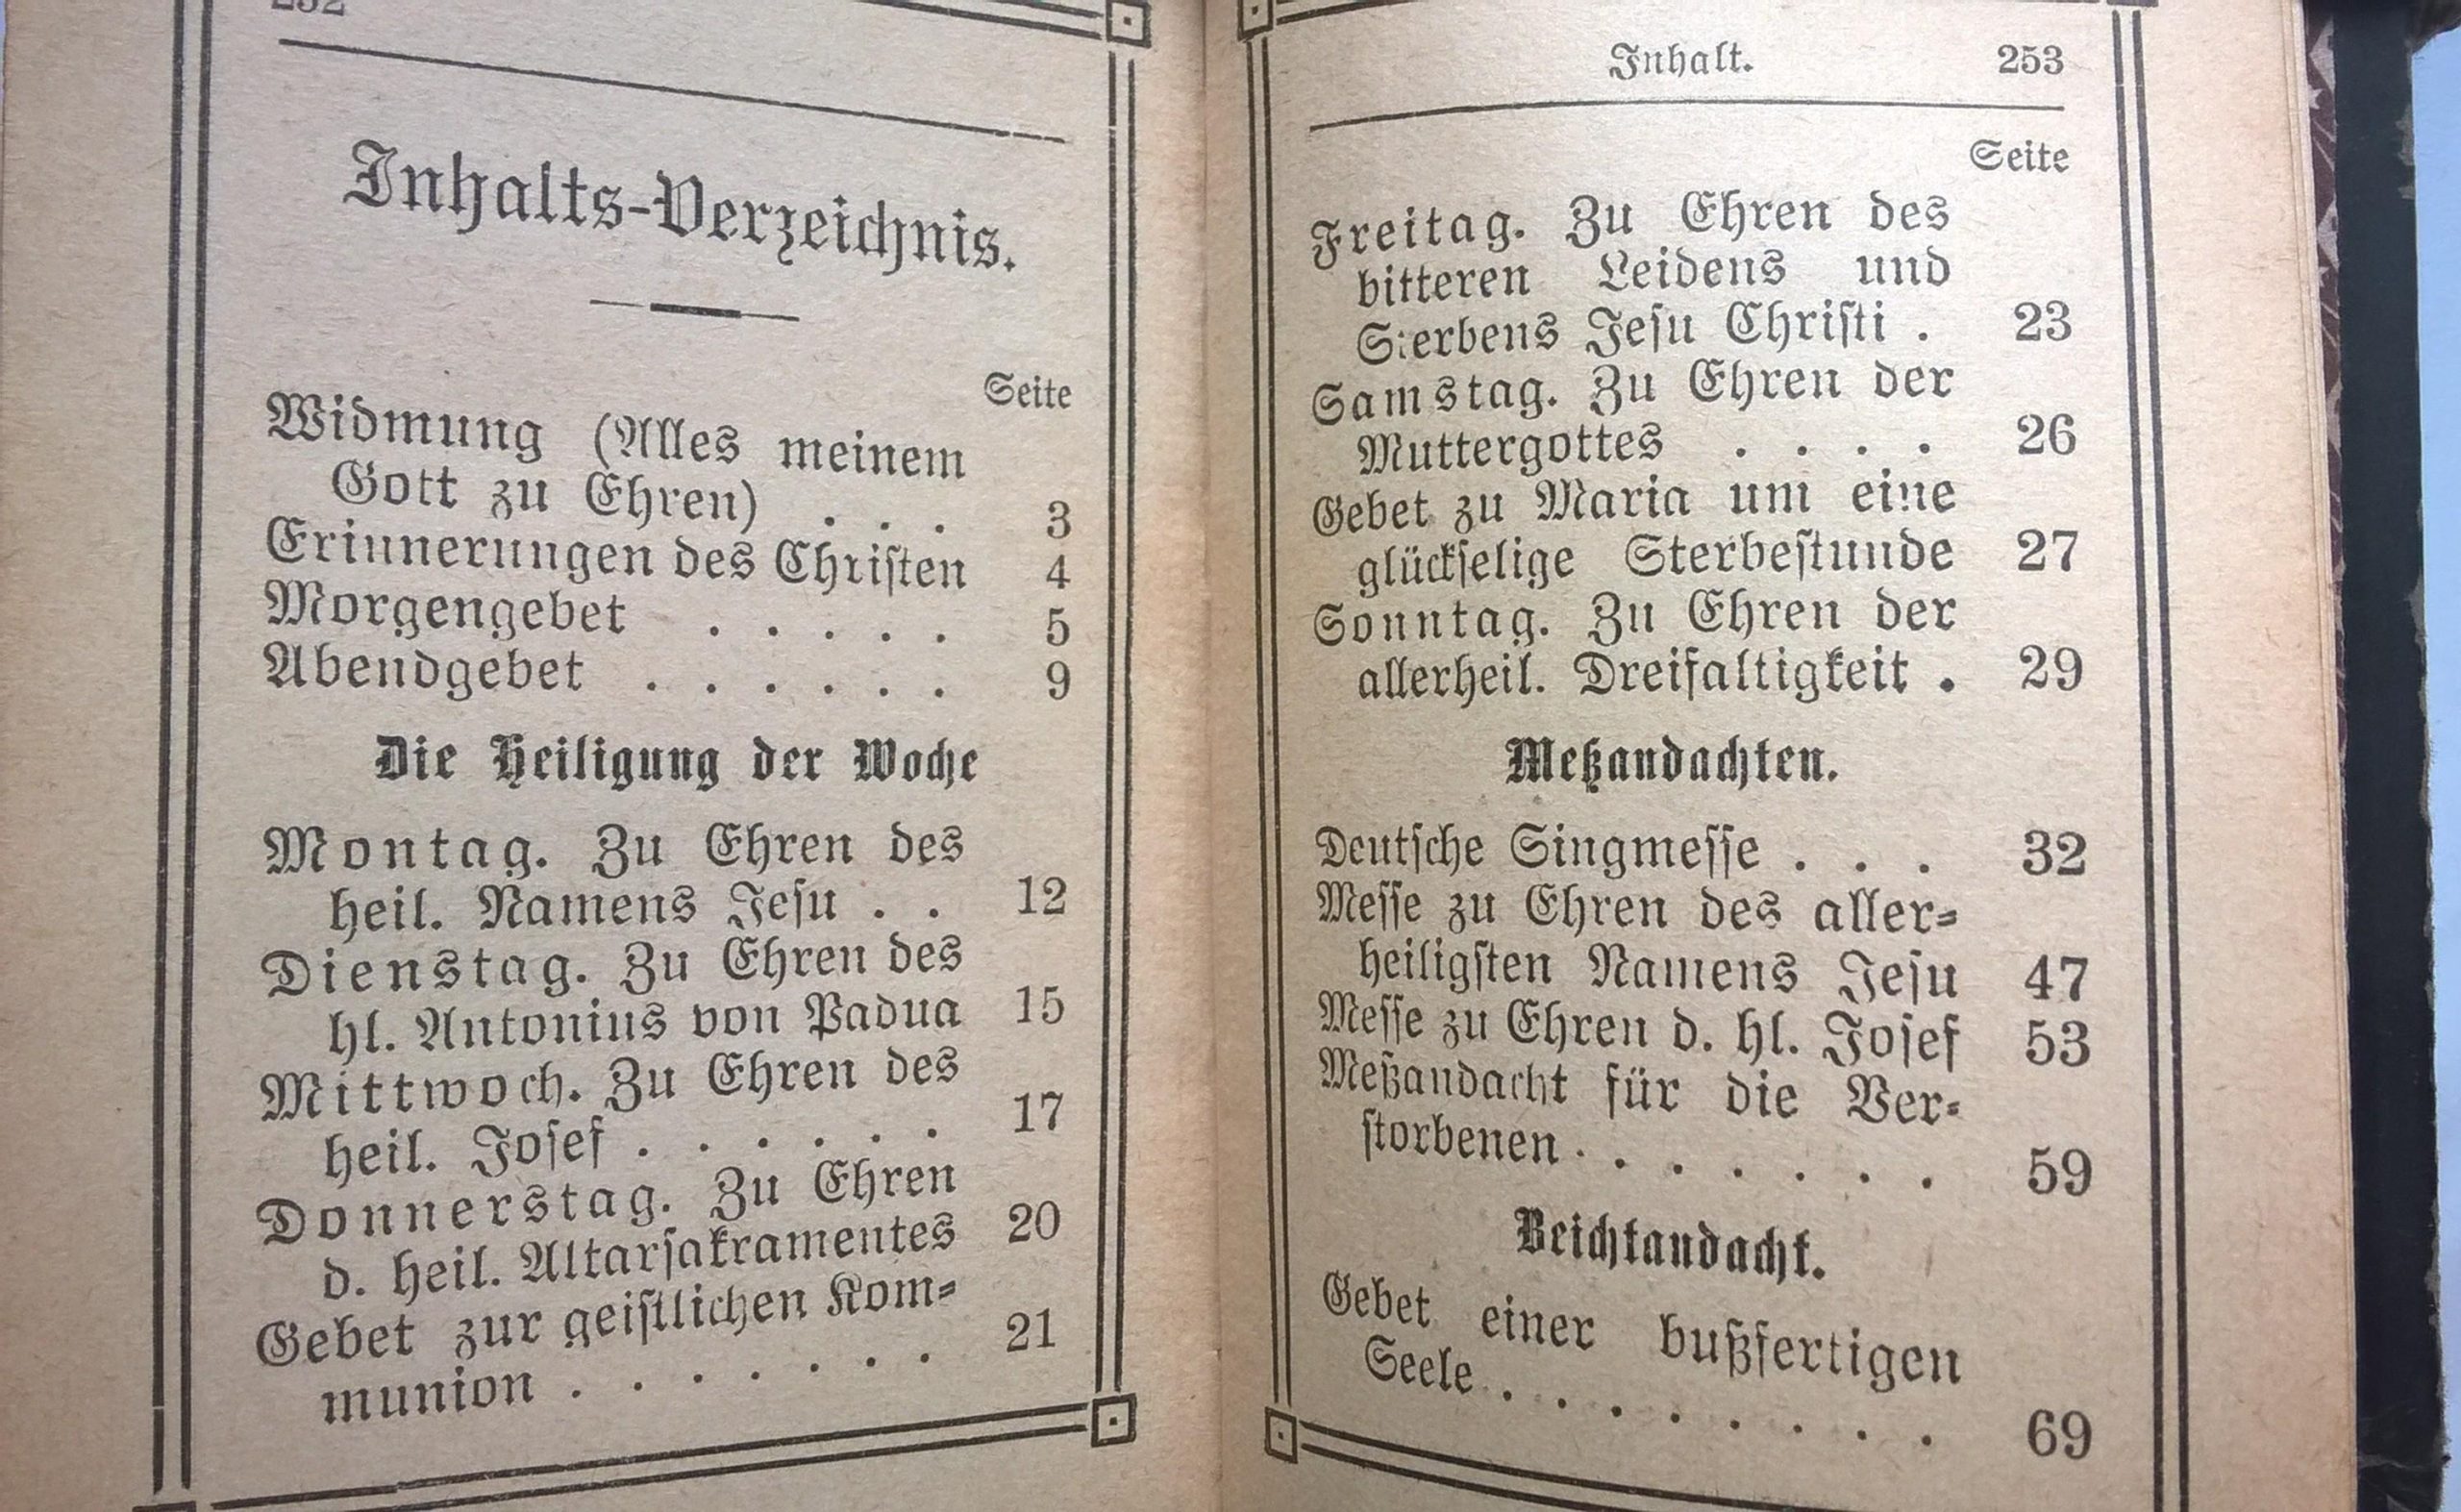 252
Inhalts-Verzeichnis.
Seite
Widmung (Alles meinem
Gott zu Ehren) . . . 3
Erinnerungen des Christen 4
Morgengebet . . . . . 5
Abendgebet . . . . . . 9
Die Heiligung der Woche
Montag. Zu Ehren des
heil. Namens Jesu . . 12
Dienstag. Zu Ehren des
hl. Antonius von Padua 15
Mittwoch. Zu Ehren des
heil. Josef . . . . . . 17
Donnerstag. Zu Ehren
d. heil. Altarsakramentes 20
Gebet zur geistlichen Kom-
munion . . . . . . . 21
Inhalt. 253
Seite
Freitag. Zu Ehren des
bitteren Leidens und
Sterbens Jesu Christi . 23
Samstag. Zu Ehren der
Muttergottes . . . . 26
Gebet zu Maria um eine
glückselige Sterbestunde 27
Sonntag. Zu Ehren der
allerheil. Dreifaltigkeit . 29
Meßandachten.
Deutsche Singmesse . . . 32
Messe zu Ehren des aller-
heiligsten Namens Jesu 47
Messe zu Ehren d. hl. Josef 53
Meßandacht für die Ver-
storbenen . . . . . . . 59
Beichtandacht.
Gebet einer bußfertigen
Seele . . . . . . . . 69